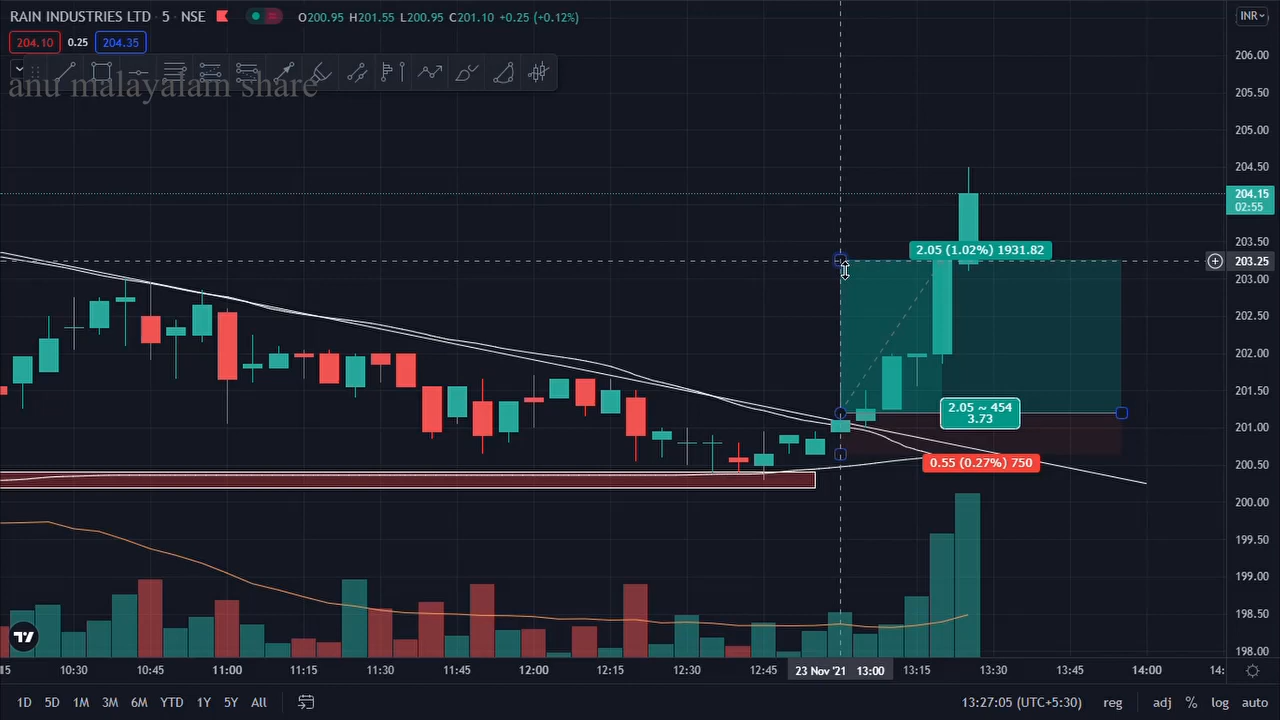 RAIN INDUSTRIES LTD · 5 · NSE O200.95 H201.55 L200.95 C201.10 +0.25 (+0.12%) INR
204.10 0.25 204.35
anu malayalam share
206.00
205.50
205.00
204.50
204.15
02:55
203.50
2.05 (1.02%) 1931.82
203.25
203.00
202.50
202.00
201.50
2.05 ~ 454
3.73
201.00
0.55 (0.27%) 750
200.50
200.00
199.50
199.00
198.50
198.00
:15 10:30 10:45 11:00 11:15 11:30 11:45 12:00 12:15 12:30 12:45 23 Nov '21 13:00 13:15 13:30 13:45 14:00 14:
1D 5D 1M 3M 6M YTD 1Y 5Y All 13:27:05 (UTC+5:30) reg adj % log auto